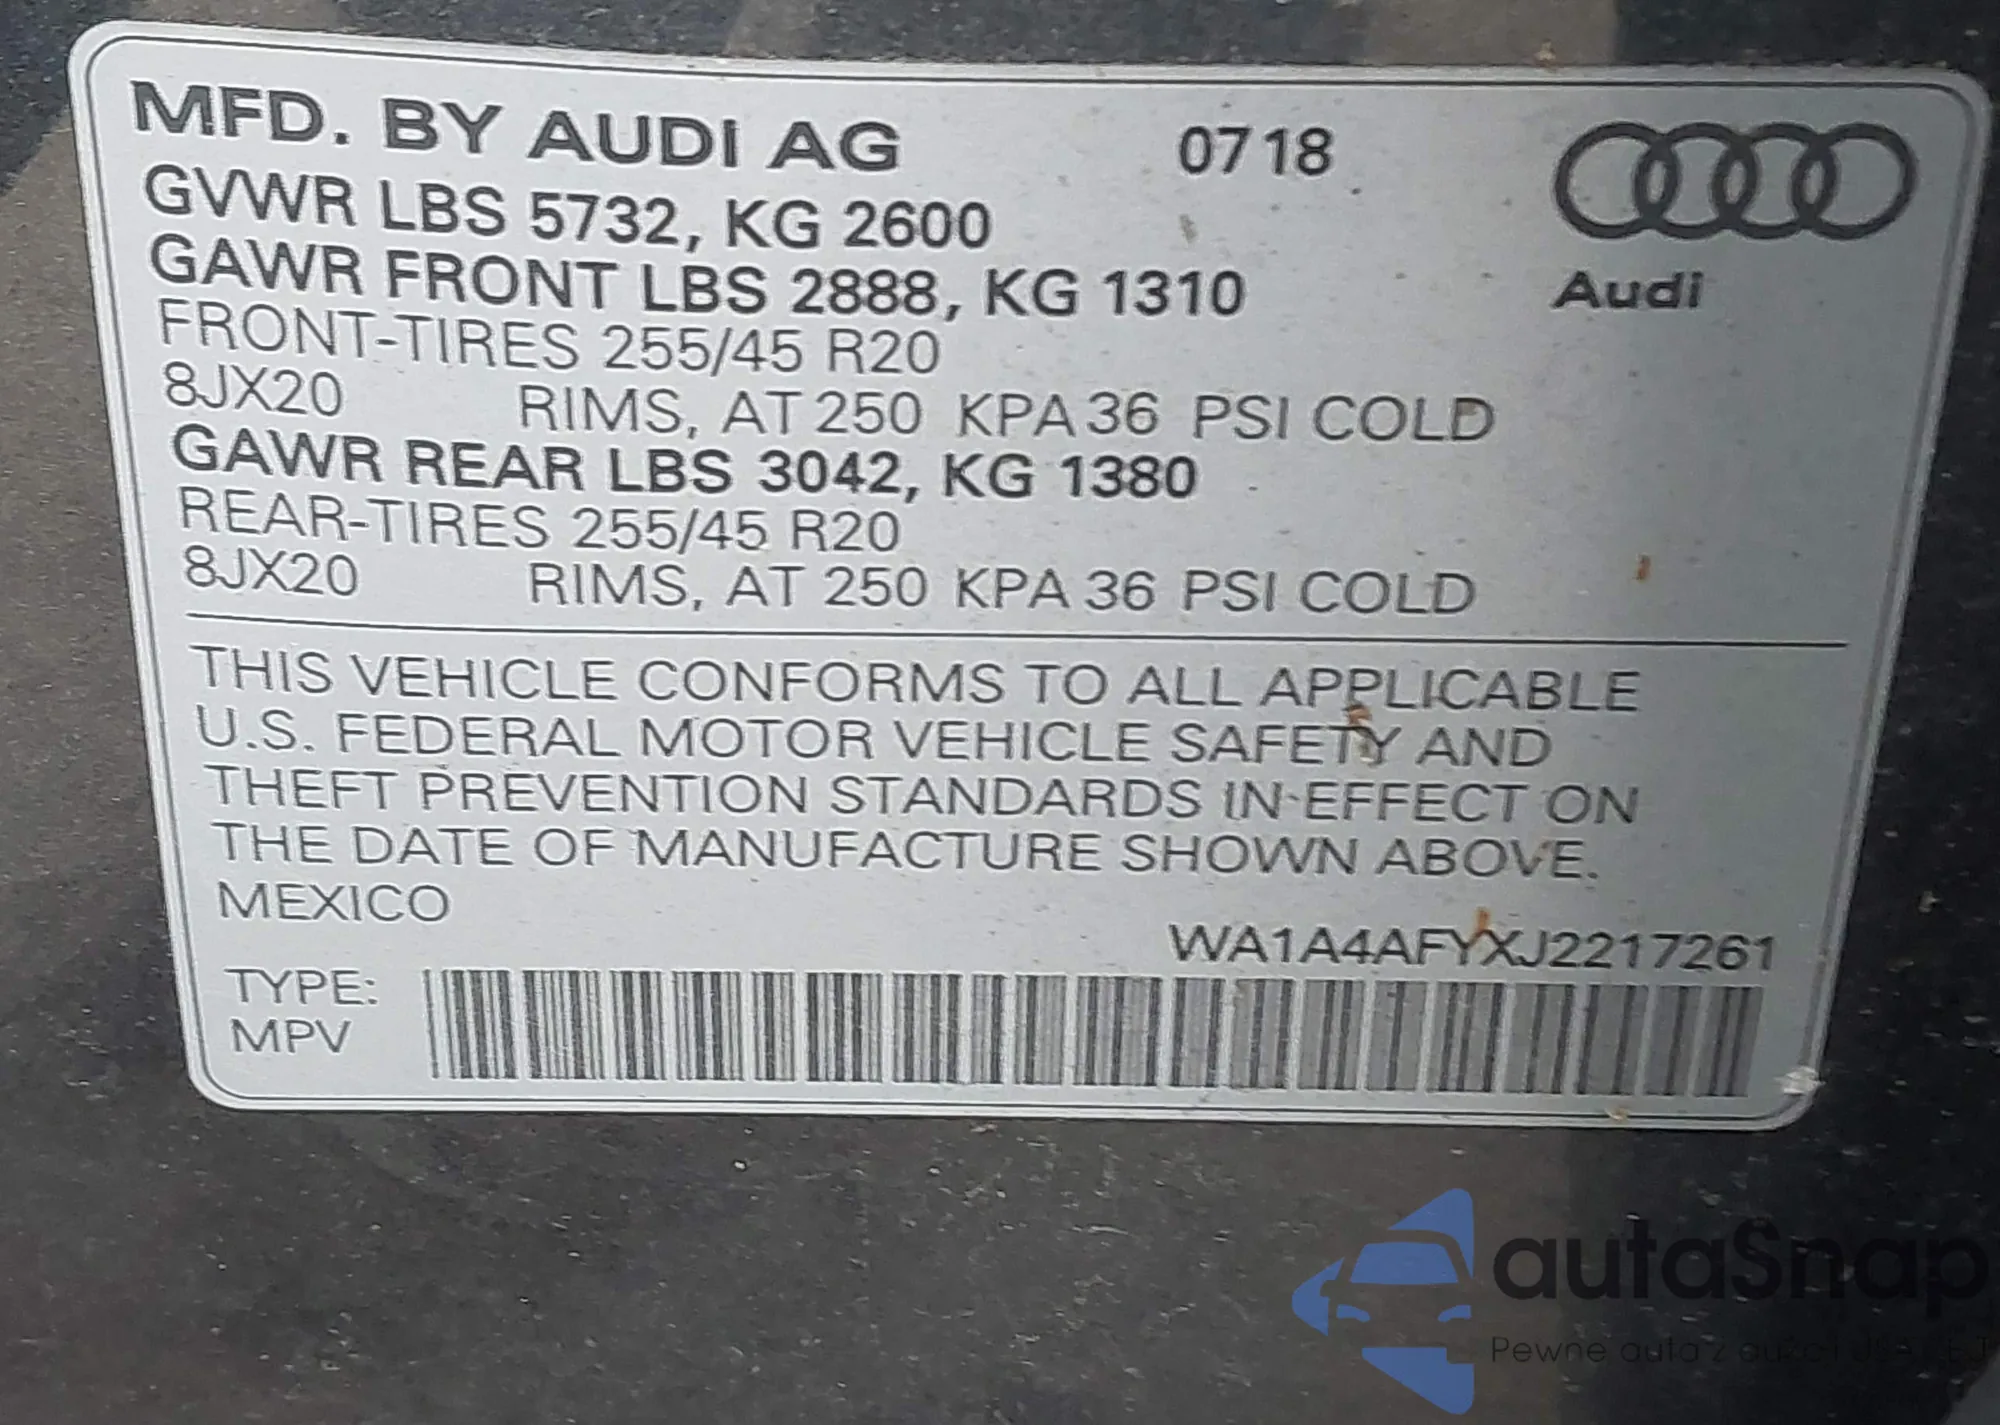 MFD. BY AUDI AG 0718
GVWR LBS 5732, KG 2600
GAWR FRONT LBS 2888, KG 1310
Audi
FRONT-TIRES 255/45 R20
8JX20 RIMS, AT 250 KPA 36 PSI COLD
GAWR REAR LBS 3042, KG 1380
REAR-TIRES 255/45 R20
8JX20 RIMS, AT 250 KPA 36 PSI COLD
THIS VEHICLE CONFORMS TO ALL APPLICABLE
U.S. FEDERAL MOTOR VEHICLE SAFETY AND
THEFT PREVENTION STANDARDS IN EFFECT ON
THE DATE OF MANUFACTURE SHOWN ABOVE.
MEXICO
WA1A4AFYXJ2217261
TYPE:
MPV
autaSnap
Pewne auta z